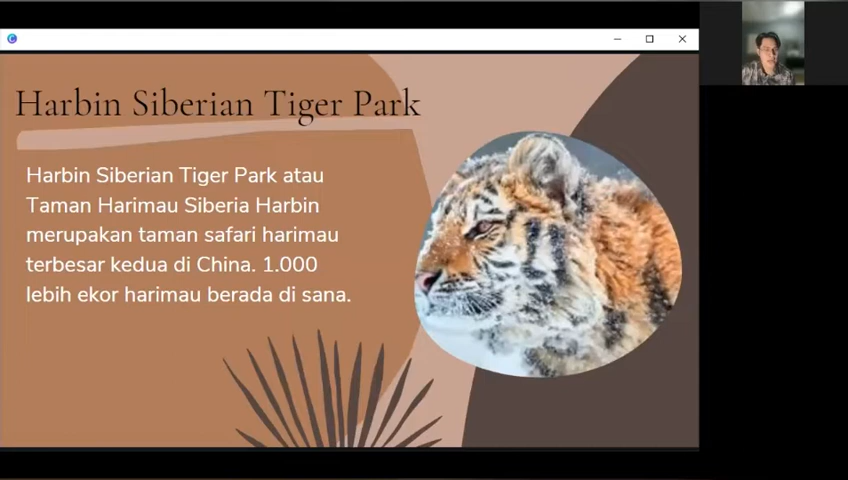 Harbin Siberian Tiger Park
Harbin Siberian Tiger Park atau
Taman Harimau Siberia Harbin
merupakan taman safari harimau
terbesar kedua di China. 1.000
lebih ekor harimau berada di sana.